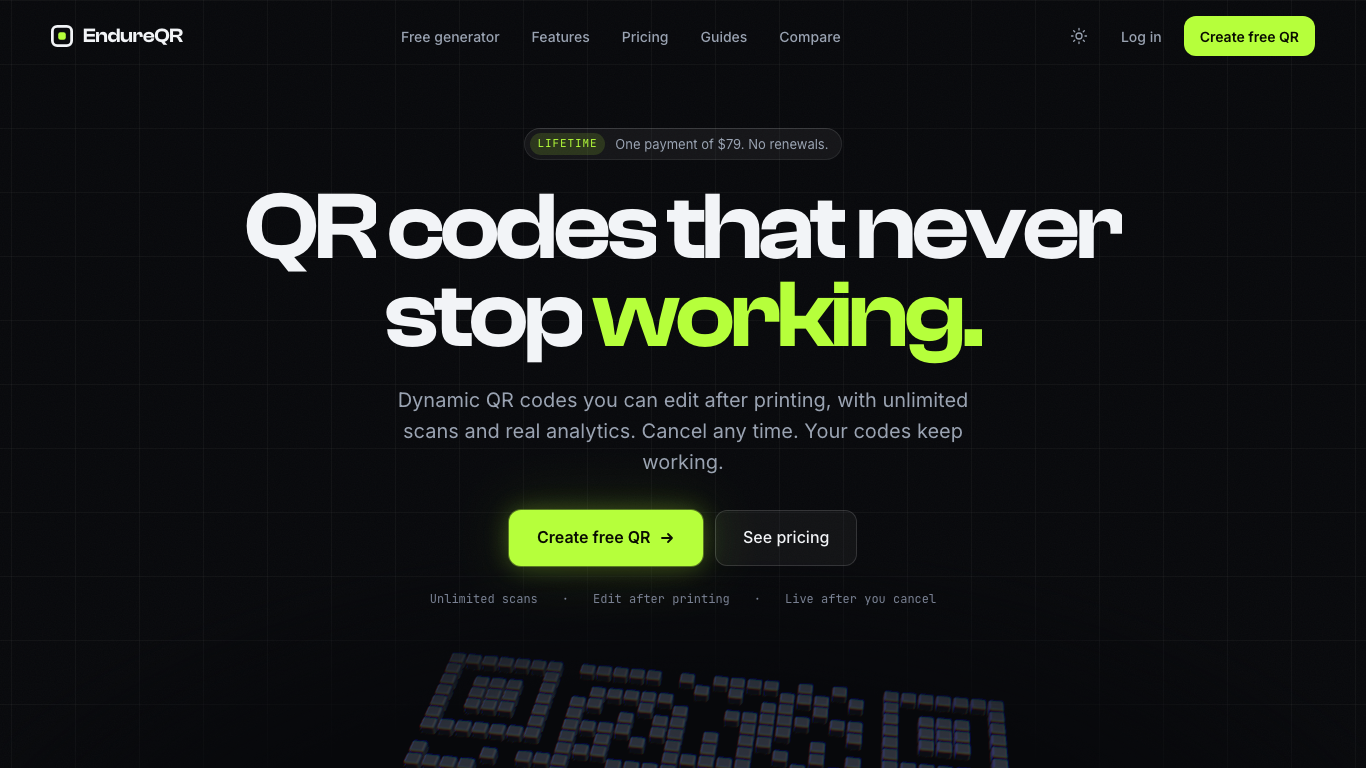 EndureQR
Free generator
Features
Pricing
Guides
Compare
Log in
Create free QR
LIFETIME One payment of $79. No renewals.
QR codes that never
stop working.
Dynamic QR codes you can edit after printing, with unlimited
scans and real analytics. Cancel any time. Your codes keep
working.
Create free QR →
See pricing
Unlimited scans · Edit after printing · Live after you cancel